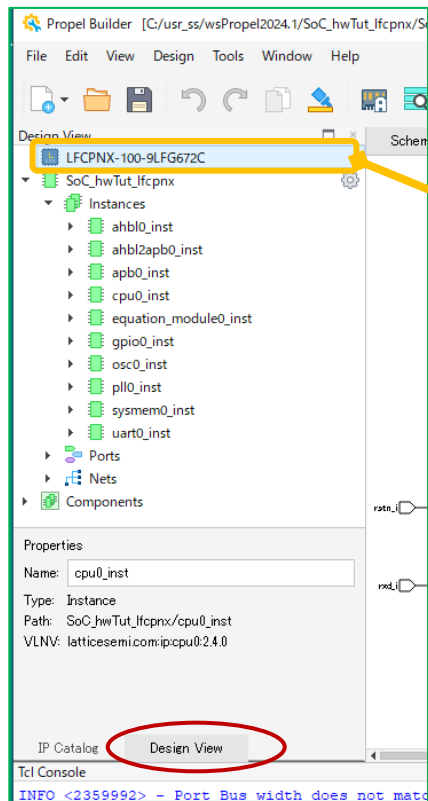 Propel Builder [C:/usr_ss/wsPropel2024.1/SoC_hwTut_lfcpnx/S
File Edit View Design Tools Window Help
Design View
Schem
LFCPNX-100-9LFG672C
SoC_hwTut_lfcpnx
Instances
ahbl0_inst
ahbl2apb0_inst
apb0_inst
cpu0_inst
equation_module0_inst
gpio0_inst
osc0_inst
pll0_inst
sysmem0_inst
uart0_inst
Ports
Nets
Components
rstn_i
Properties
Name: cpu0_inst
rxd_i
Type: Instance
Path: SoC_hwTut_lfcpnx/cpu0_inst
VLNV: latticesemi.com:ip:cpu0:2.4.0
IP Catalog Design View
Tcl Console
INFO <2359992> - Port Bus width does not matc